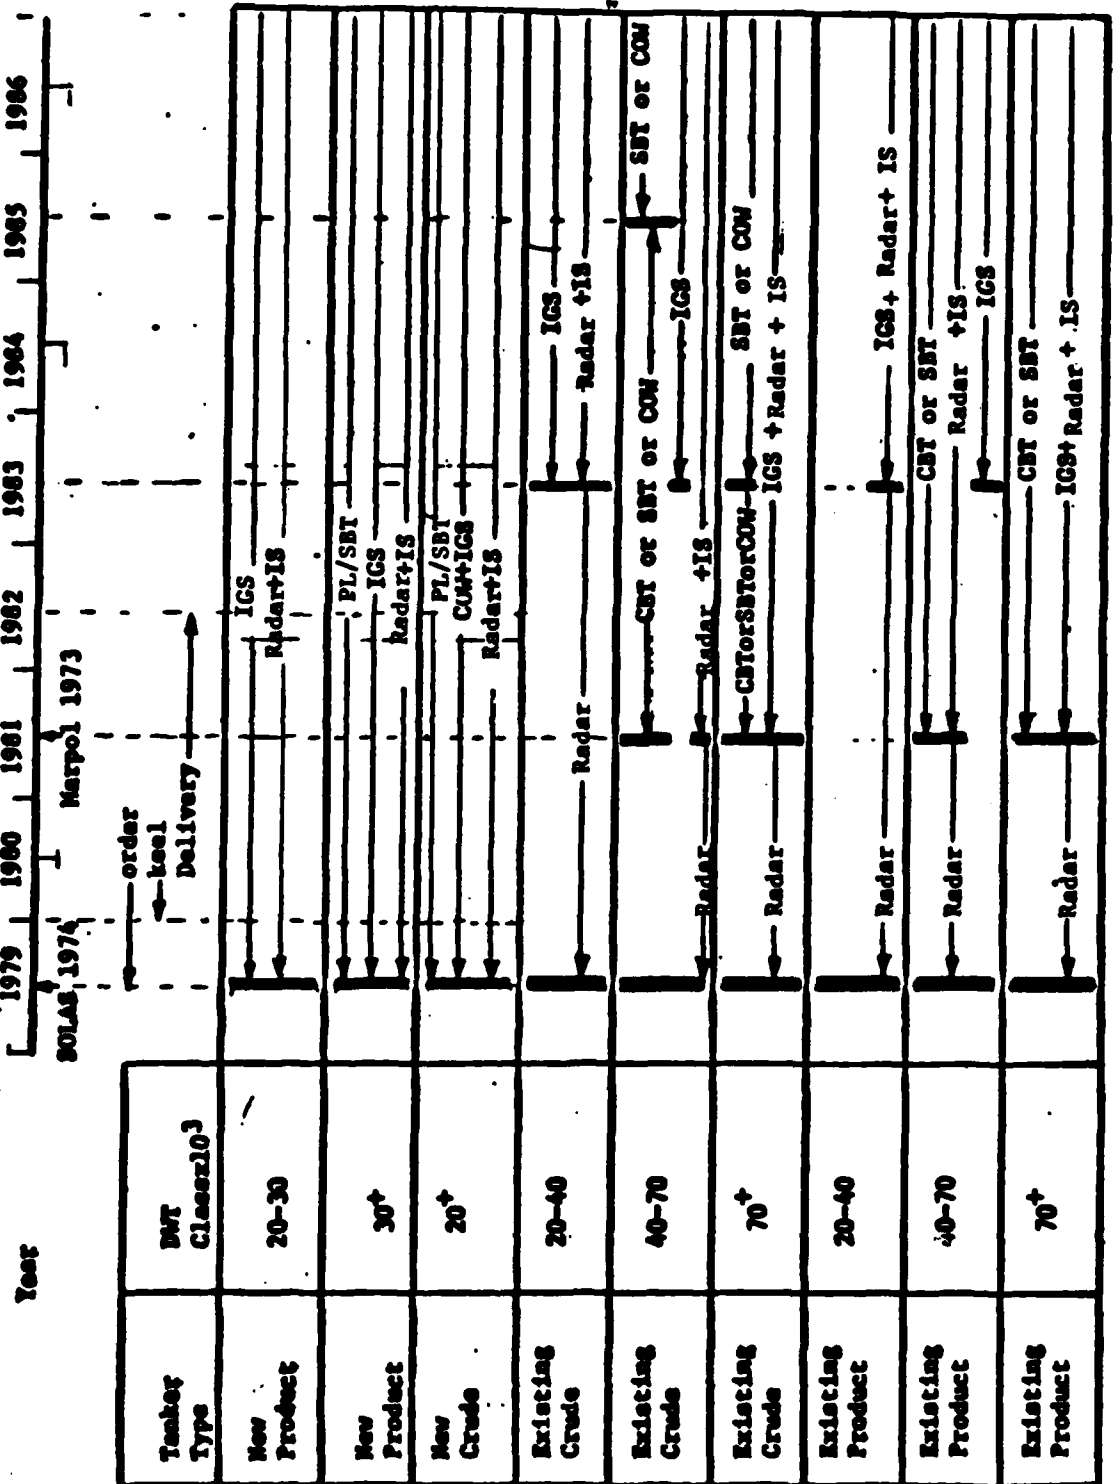 Year
1979 1980 1981 1982 1983 1984 1985 1986
SOLAS 1974
Marpol 1973
order
keel
Delivery
Tanker Type
DWT Classx10³
New Product
20-30
IGS
Radar+IS
New Product
30+
PL/SBT
IGS
Radar+IS
New Crude
20+
PL/SBT
COW+IGS
Radar+IS
Existing Crude
20-40
IGS
Radar
Radar +IS
Existing Crude
40-70
CBT or SBT or COW
SBT or COW
IGS
Radar
Radar +IS
Existing Crude
70+
CBTorSBTorCOW
SBT or COW
Radar
IGS +Radar + IS
Existing Product
20-40
Radar
IGS+ Radar+ IS
Existing Product
40-70
CBT or SBT
Radar
Radar +IS
IGS
Existing Product
70+
CBT or SBT
Radar
IGS+Radar+ IS